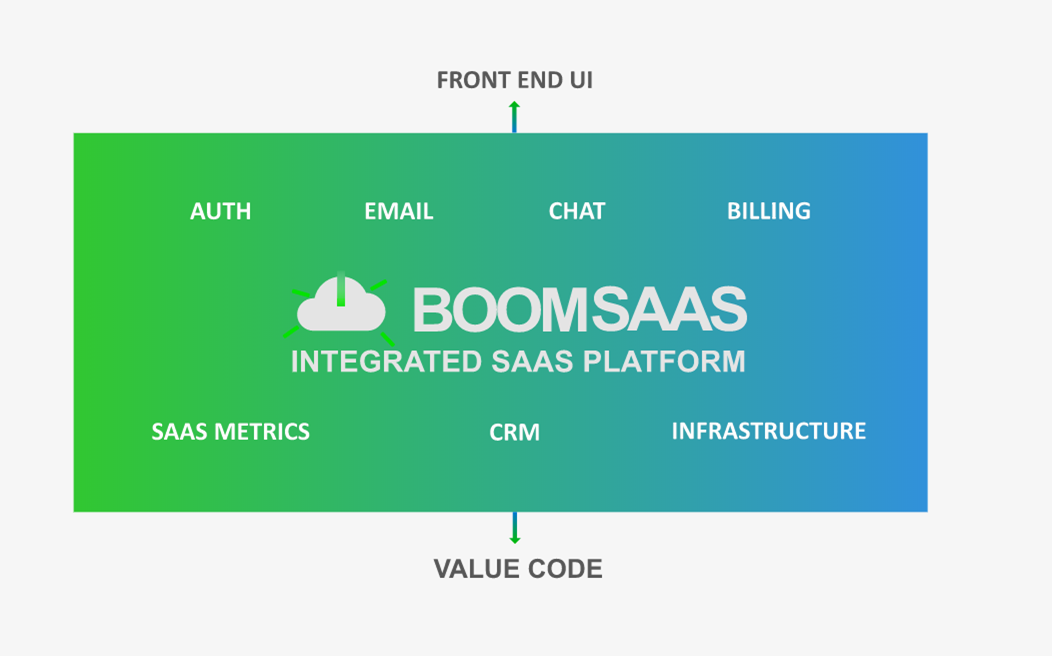 FRONT END UI
AUTH EMAIL CHAT BILLING
BOOMSAAS
INTEGRATED SAAS PLATFORM
SAAS METRICS CRM INFRASTRUCTURE
VALUE CODE